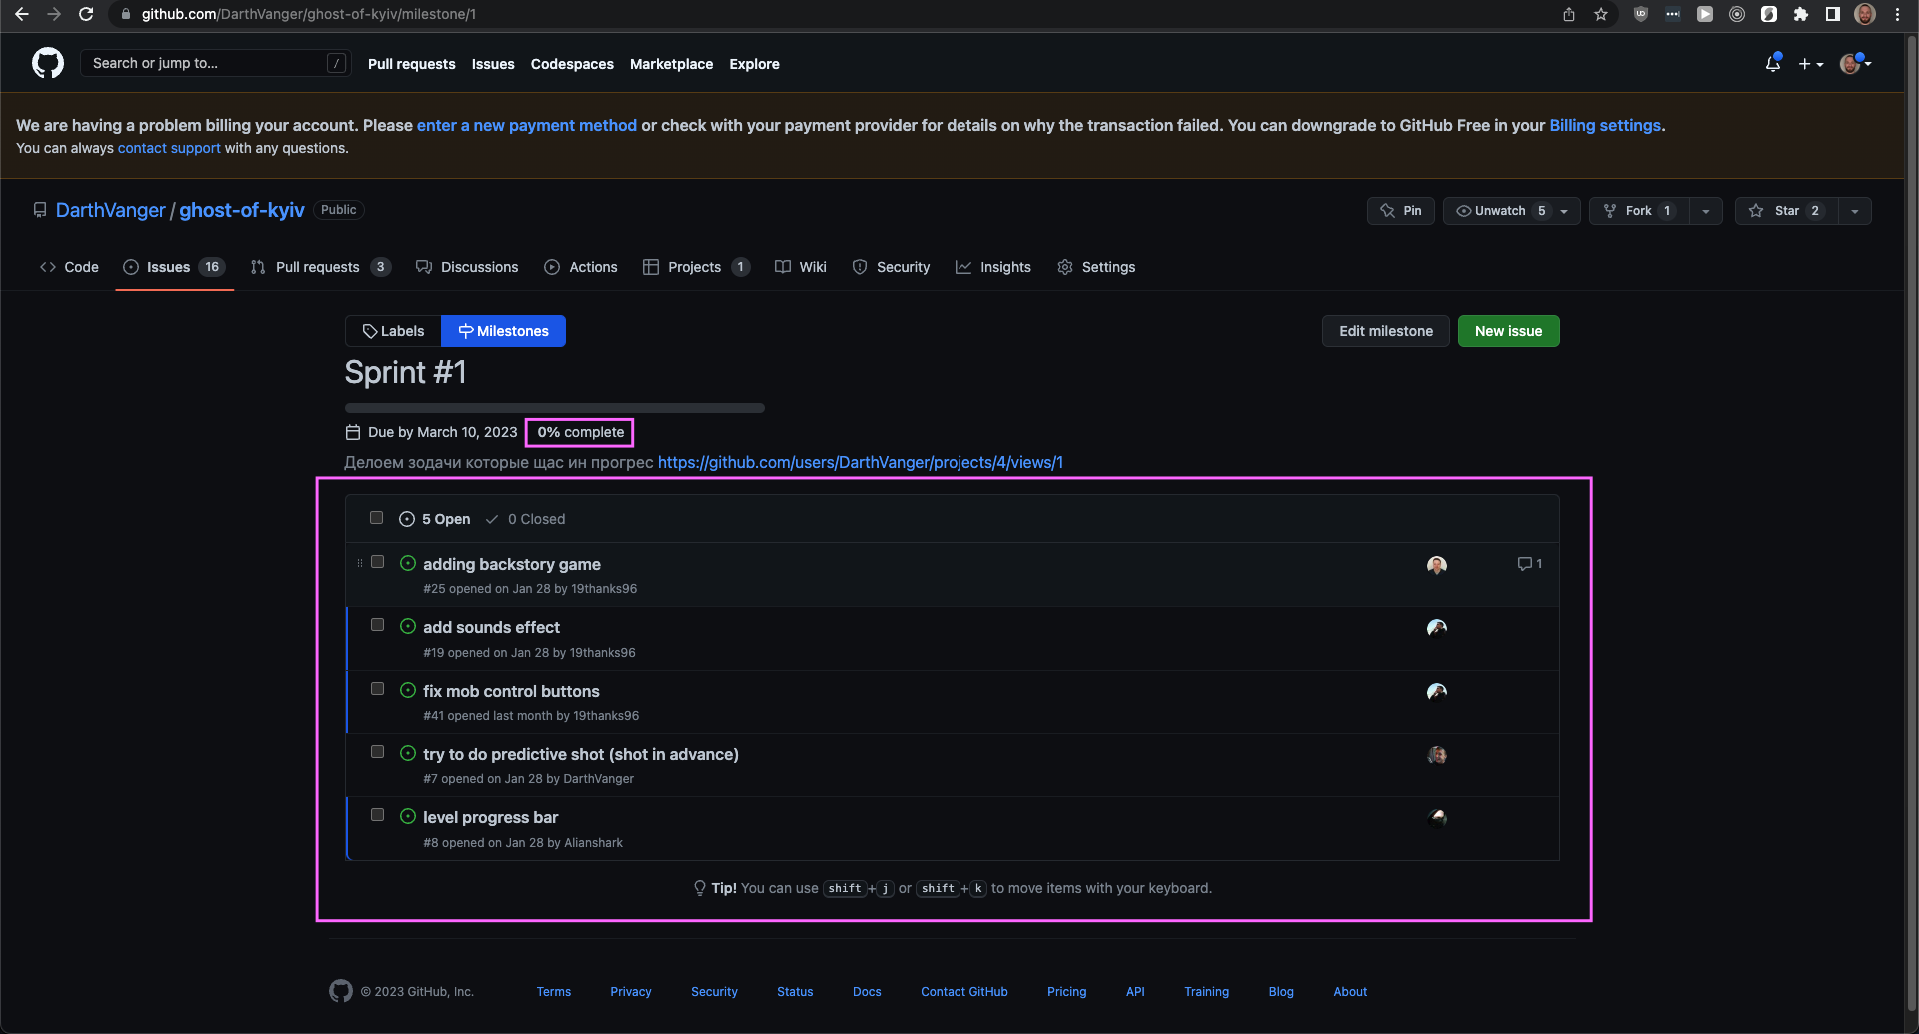 github.com/DarthVanger/ghost-of-kyiv/milestone/1
Search or jump to... /
Pull requests Issues Codespaces Marketplace Explore
We are having a problem billing your account. Please enter a new payment method or check with your payment provider for details on why the transaction failed. You can downgrade to GitHub Free in your Billing settings.
You can always contact support with any questions.
DarthVanger / ghost-of-kyiv Public
Pin Unwatch 5 Fork 1 Star 2
Code Issues 16 Pull requests 3 Discussions Actions Projects 1 Wiki Security Insights Settings
Labels Milestones Edit milestone New issue
Sprint #1
Due by March 10, 2023 0% complete
Делоем зодачи которые щас ин прогрес https://github.com/users/DarthVanger/projects/4/views/1
5 Open 0 Closed
adding backstory game 1
#25 opened on Jan 28 by 19thanks96
add sounds effect
#19 opened on Jan 28 by 19thanks96
fix mob control buttons
#41 opened last month by 19thanks96
try to do predictive shot (shot in advance)
#7 opened on Jan 28 by DarthVanger
level progress bar
#8 opened on Jan 28 by Alianshark
Tip! You can use shift+j or shift+k to move items with your keyboard.
© 2023 GitHub, Inc. Terms Privacy Security Status Docs Contact GitHub Pricing API Training Blog About